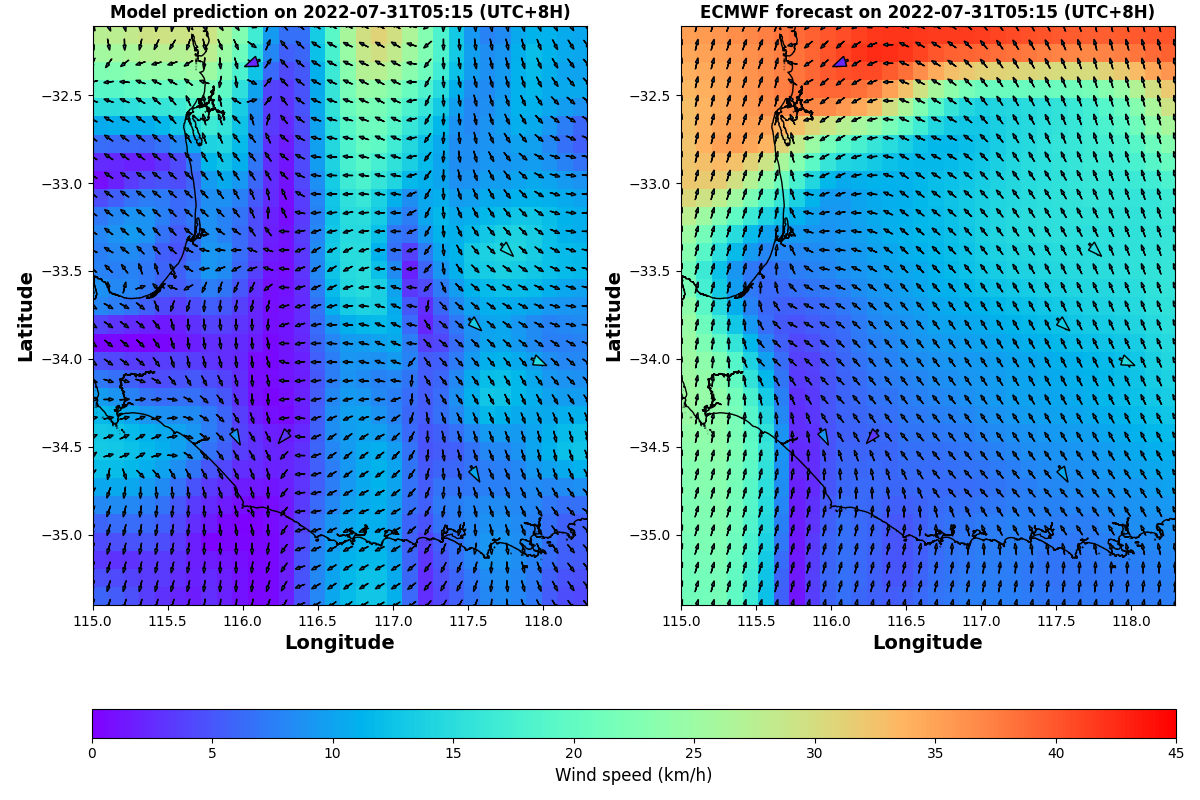 Model prediction on 2022-07-31T05:15 (UTC+8H)
ECMWF forecast on 2022-07-31T05:15 (UTC+8H)
Latitude
−32.5
−33.0
−33.5
−34.0
−34.5
−35.0
115.0 115.5 116.0 116.5 117.0 117.5 118.0
Longitude
Latitude
−32.5
−33.0
−33.5
−34.0
−34.5
−35.0
115.0 115.5 116.0 116.5 117.0 117.5 118.0
Longitude
0 5 10 15 20 25 30 35 40 45
Wind speed (km/h)